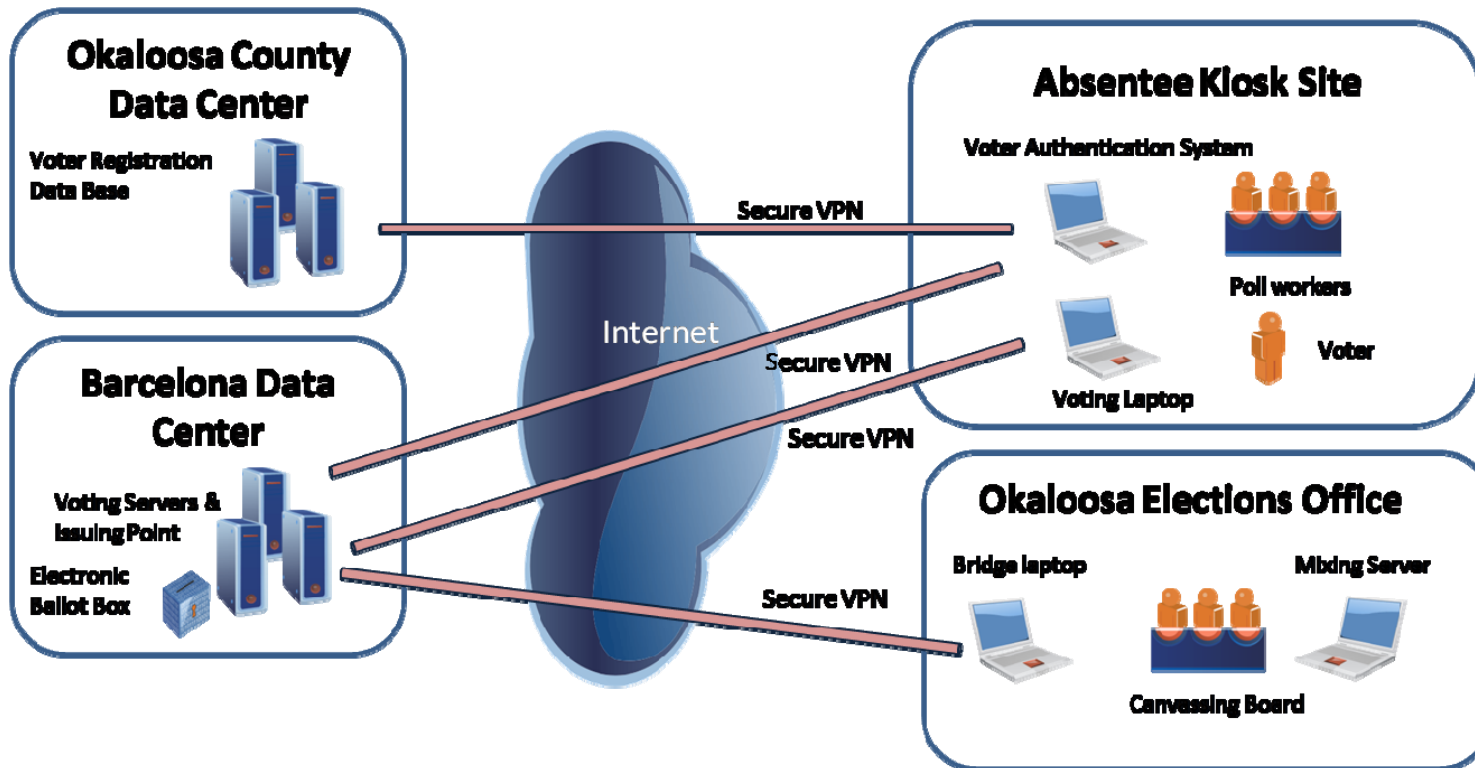 Okaloosa County
Data Center
Voter Registration
Data Base
Barcelona Data
Center
Voting Servers &
Issuing Point
Electronic
Ballot Box
Internet
Secure VPN
Secure VPN
Secure VPN
Secure VPN
Absentee Kiosk Site
Voter Authentication System
Poll workers
Voter
Voting Laptop
Okaloosa Elections Office
Bridge laptop
Mixing Server
Canvassing Board